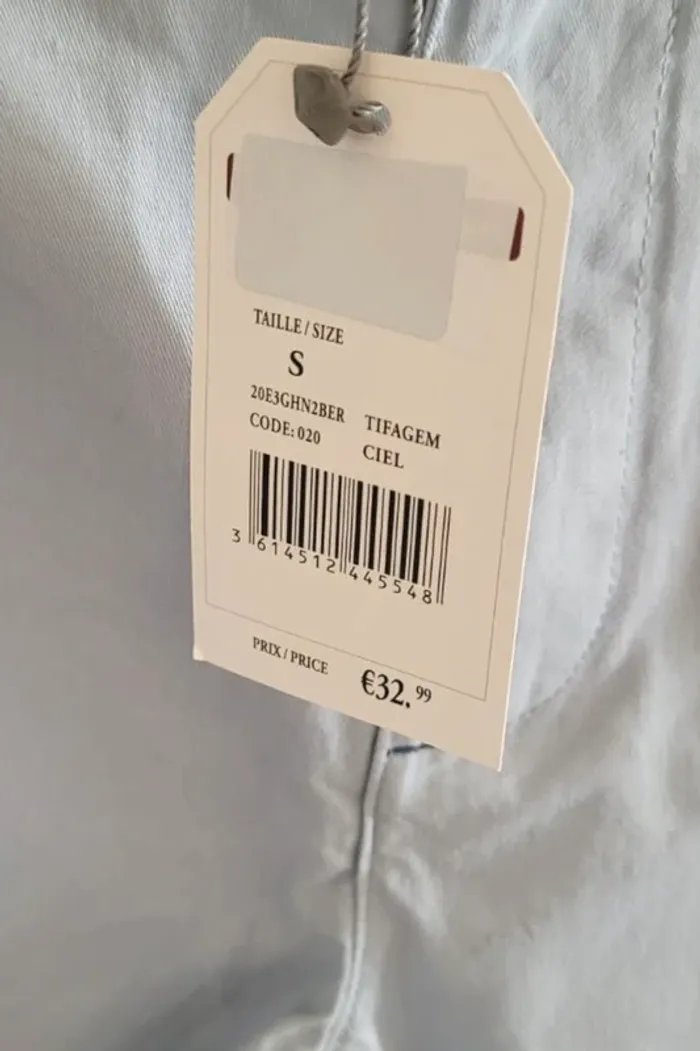 TAILLE / SIZE
S
20E3GHN2BER TIFAGEM
CODE: 020 CIEL
3 614512 445548
PRIX / PRICE €32.99